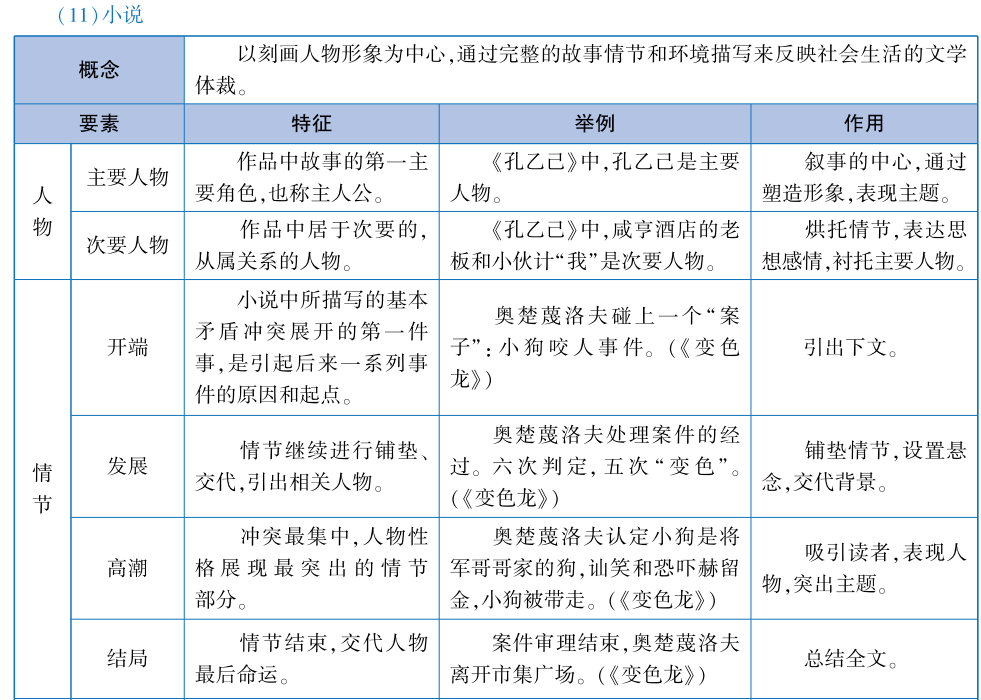 (11)小说
概念
以刻画人物形象为中心,通过完整的故事情节和环境描写来反映社会生活的文学
体裁。
要素
特征
举例
作用
人
物
主要人物
作品中故事的第一主
要角色,也称主人公。
《孔乙己》中,孔乙己是主要
人物。
叙事的中心,通过
塑造形象,表现主题。
次要人物
作品中居于次要的,
从属关系的人物。
《孔乙己》中,咸亨酒店的老
板和小伙计“我”是次要人物。
烘托情节,表达思
想感情,衬托主要人物。
情
节
开端
小说中所描写的基本
矛盾冲突展开的第一件
事,是引起后来一系列事
件的原因和起点。
奥楚蔑洛夫碰上一个“案
子”:小狗咬人事件。(《变色
龙》)
引出下文。
发展
情节继续进行铺垫、
交代,引出相关人物。
奥楚蔑洛夫处理案件的经
过。六次判定,五次“变色”。
(《变色龙》)
铺垫情节,设置悬
念,交代背景。
高潮
冲突最集中,人物性
格展现最突出的情节
部分。
奥楚蔑洛夫认定小狗是将
军哥哥家的狗,讪笑和恐吓赫留
金,小狗被带走。(《变色龙》)
吸引读者,表现人
物,突出主题。
结局
情节结束,交代人物
最后命运。
案件审理结束,奥楚蔑洛夫
离开市集广场。(《变色龙》)
总结全文。